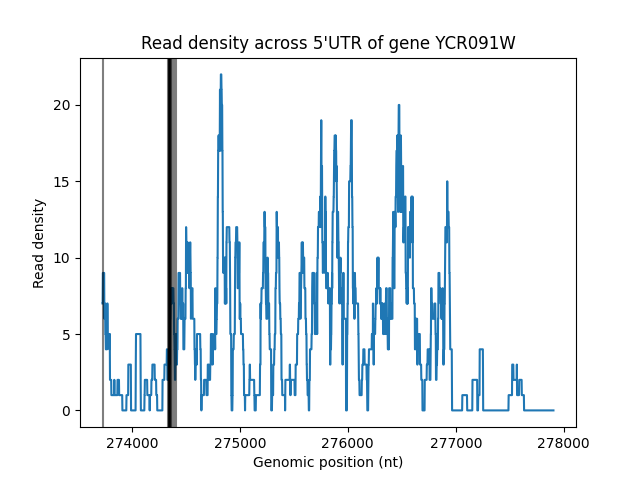 Read density across 5'UTR of gene YCR091W
20
15
10
5
0
Read density
274000 275000 276000 277000 278000
Genomic position (nt)